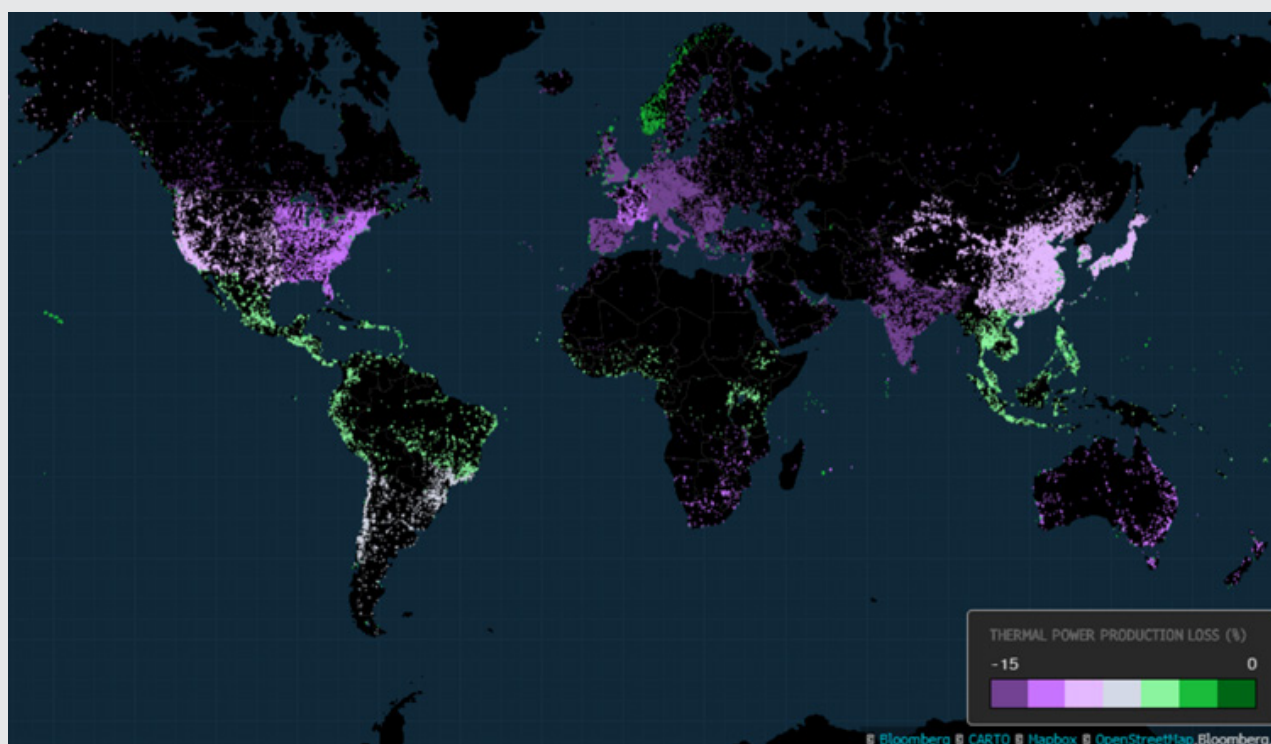 THERMAL POWER PRODUCTION LOSS (%)
-15 0
© Bloomberg © CARTO © Mapbox © OpenStreetMap,Bloomberg